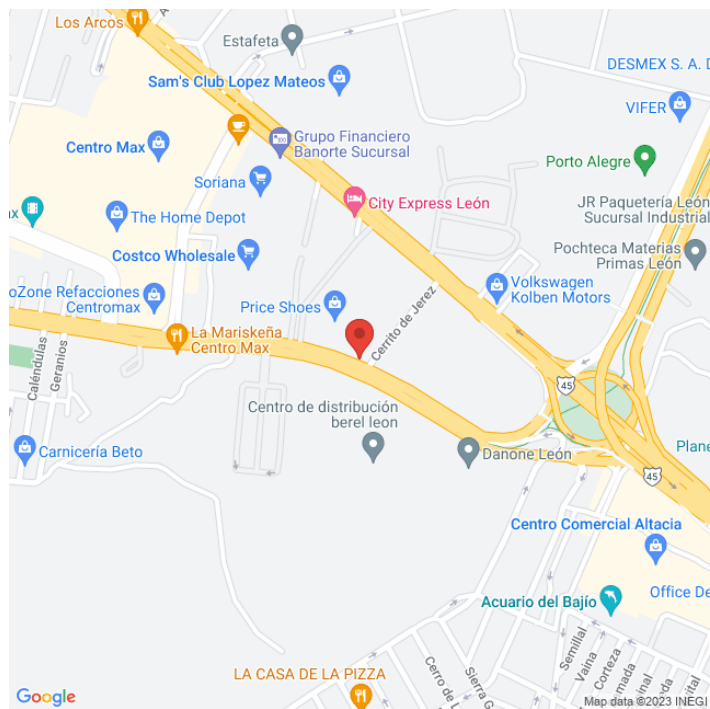 Los Arcos
Estafeta
DESMEX S. A. D
Sam's Club Lopez Mateos
VIFER
Grupo Financiero
Banorte Sucursal
Centro Max
Porto Alegre
Soriana
City Express León
JR Paquetería León
Sucursal Industrial
The Home Depot
Costco Wholesale
Pochteca Materias
Primas León
oZone Refacciones
Centromax
Volkswagen
Kolben Motors
Price Shoes
La Mariskeña
Centro Max
Cerrito de Jerez
Caléndulas
Geranios
45
Centro de distribución
berel leon
Carnicería Beto
Danone León
Plane
45
Centro Comercial Altacia
Office De
Acuario del Bajío
Semillal
Vaina
Corteza
LA CASA DE LA PIZZA
Cerro de L
Sierra G
Google
Map data ©2023 INEGI